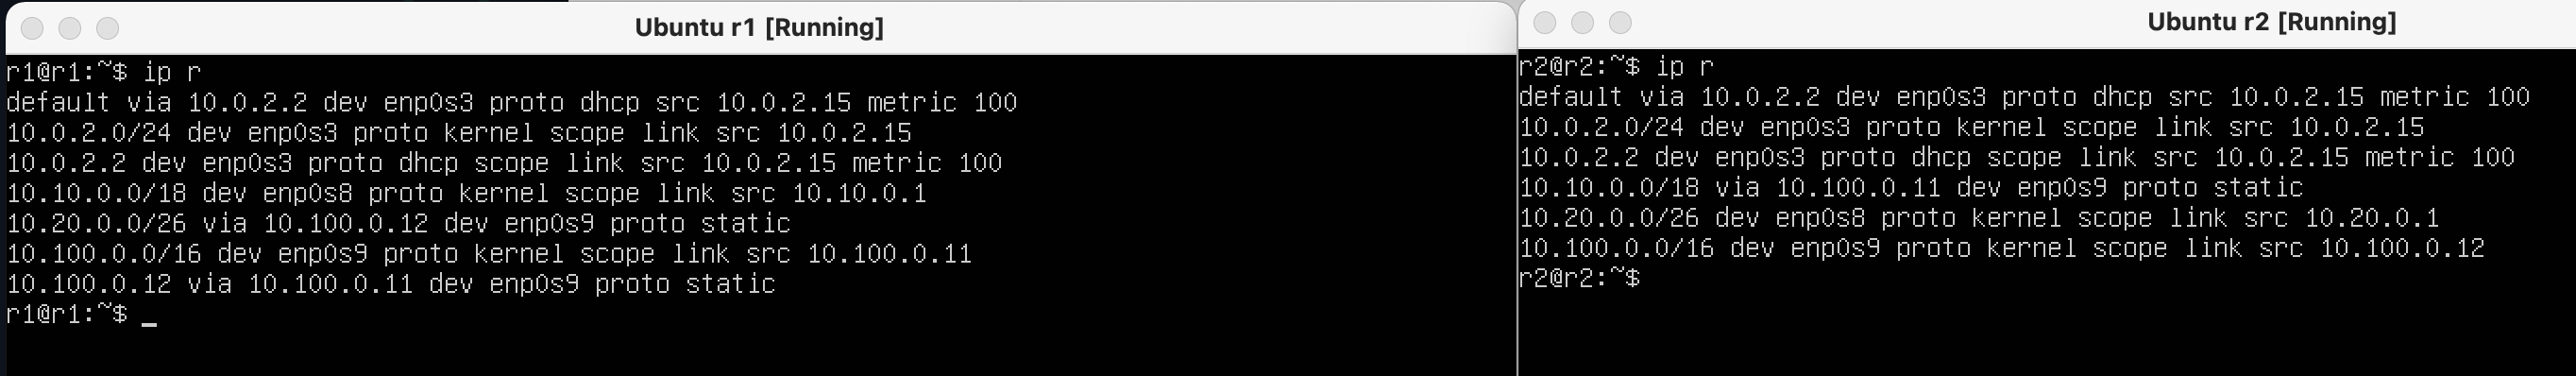 Ubuntu r1 [Running]
r1@r1:~$ ip r
default via 10.0.2.2 dev enp0s3 proto dhcp src 10.0.2.15 metric 100
10.0.2.0/24 dev enp0s3 proto kernel scope link src 10.0.2.15
10.0.2.2 dev enp0s3 proto dhcp scope link src 10.0.2.15 metric 100
10.10.0.0/18 dev enp0s8 proto kernel scope link src 10.10.0.1
10.20.0.0/26 via 10.100.0.12 dev enp0s9 proto static
10.100.0.0/16 dev enp0s9 proto kernel scope link src 10.100.0.11
10.100.0.12 via 10.100.0.11 dev enp0s9 proto static
r1@r1:~$ _
Ubuntu r2 [Running]
r2@r2:~$ ip r
default via 10.0.2.2 dev enp0s3 proto dhcp src 10.0.2.15 metric 100
10.0.2.0/24 dev enp0s3 proto kernel scope link src 10.0.2.15
10.0.2.2 dev enp0s3 proto dhcp scope link src 10.0.2.15 metric 100
10.10.0.0/18 via 10.100.0.11 dev enp0s9 proto static
10.20.0.0/26 dev enp0s8 proto kernel scope link src 10.20.0.1
10.100.0.0/16 dev enp0s9 proto kernel scope link src 10.100.0.12
r2@r2:~$